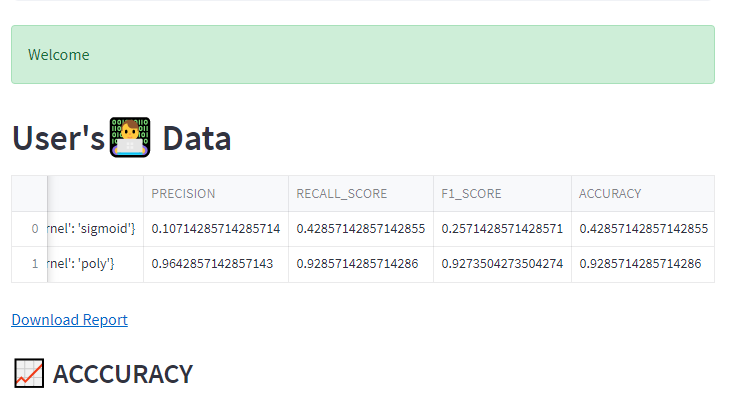 Welcome
User's Data
PRECISION RECALL_SCORE F1_SCORE ACCURACY
0 rnel': 'sigmoid'} 0.10714285714285714 0.42857142857142855 0.2571428571428571 0.42857142857142855
1 rnel': 'poly'} 0.9642857142857143 0.9285714285714286 0.9273504273504274 0.9285714285714286
Download Report
ACCCURACY